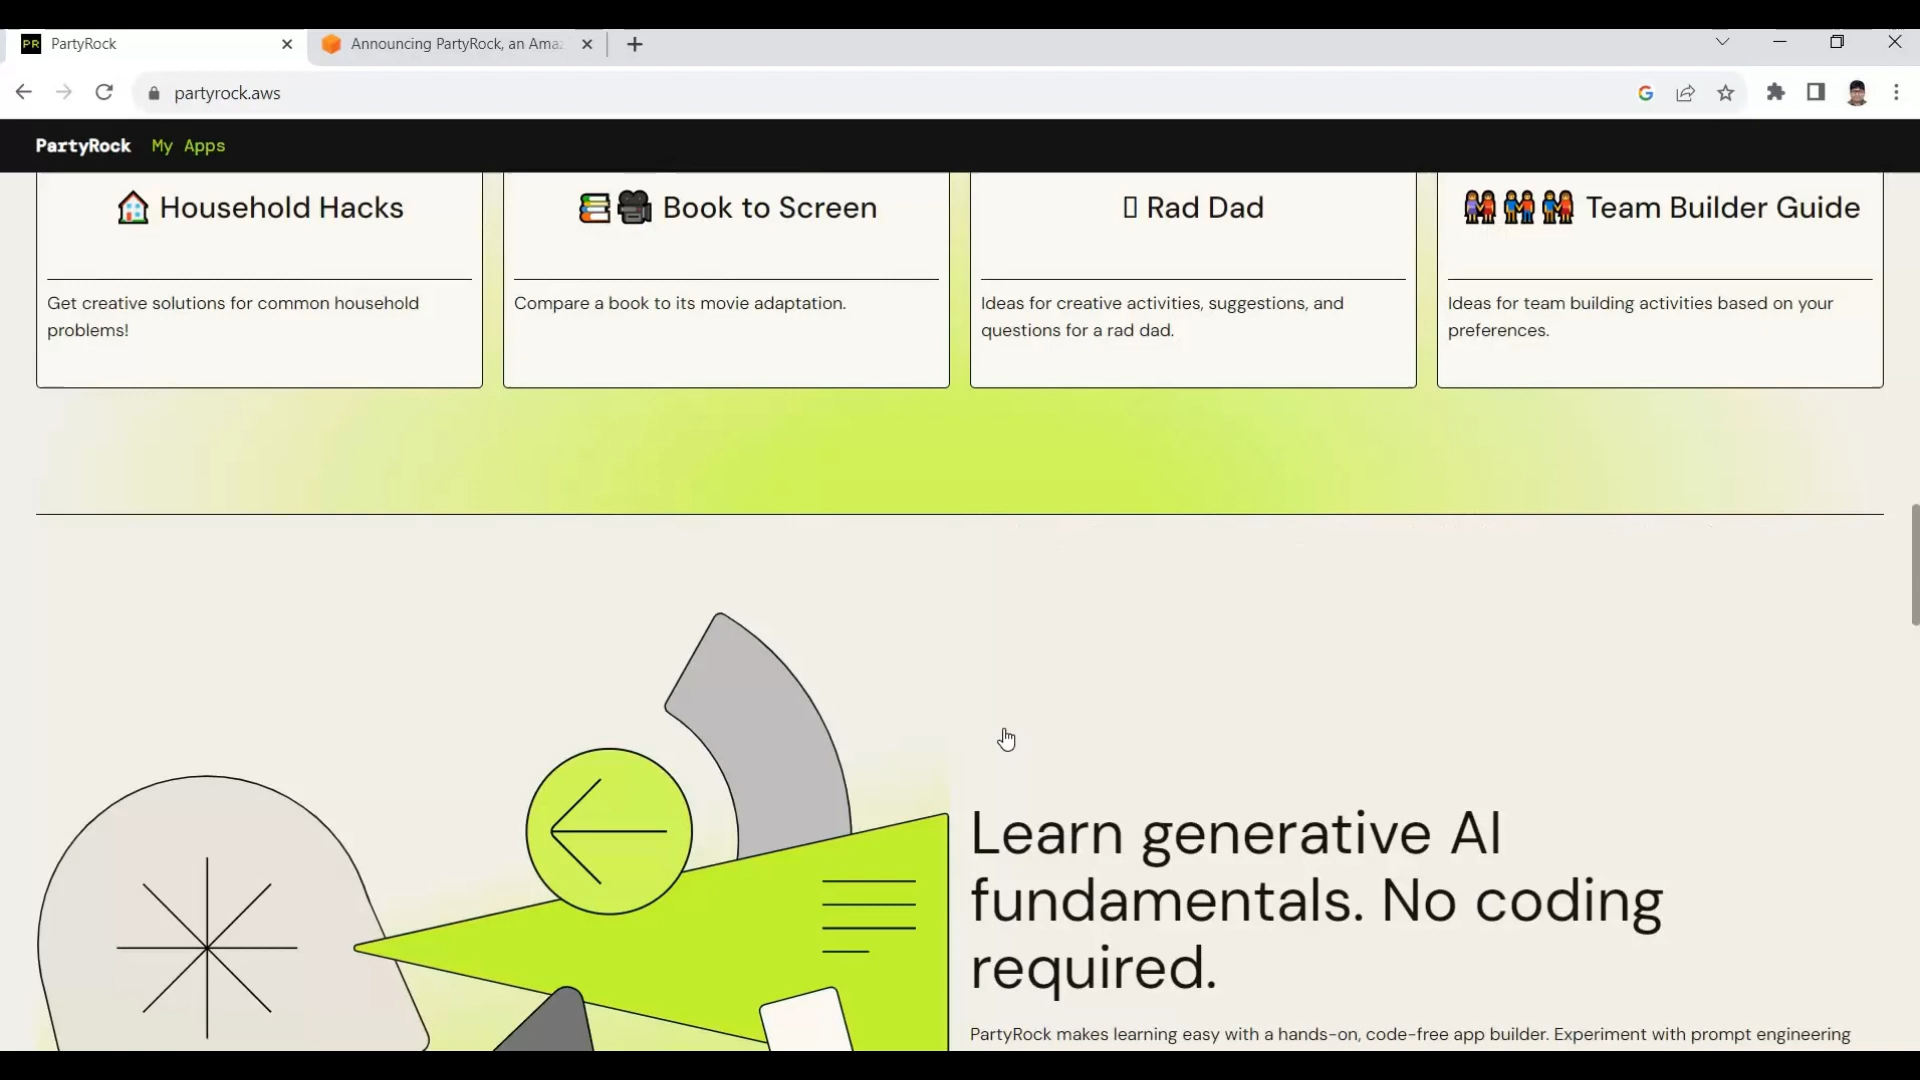 PR PartyRock
Announcing PartyRock, an Ama
partyrock.aws
PartyRock My Apps
Household Hacks
Get creative solutions for common household
problems!
Book to Screen
Compare a book to its movie adaptation.
Rad Dad
Ideas for creative activities, suggestions, and
questions for a rad dad.
Team Builder Guide
Ideas for team building activities based on your
preferences.
Learn generative AI
fundamentals. No coding
required.
PartyRock makes learning easy with a hands-on, code-free app builder. Experiment with prompt engineering